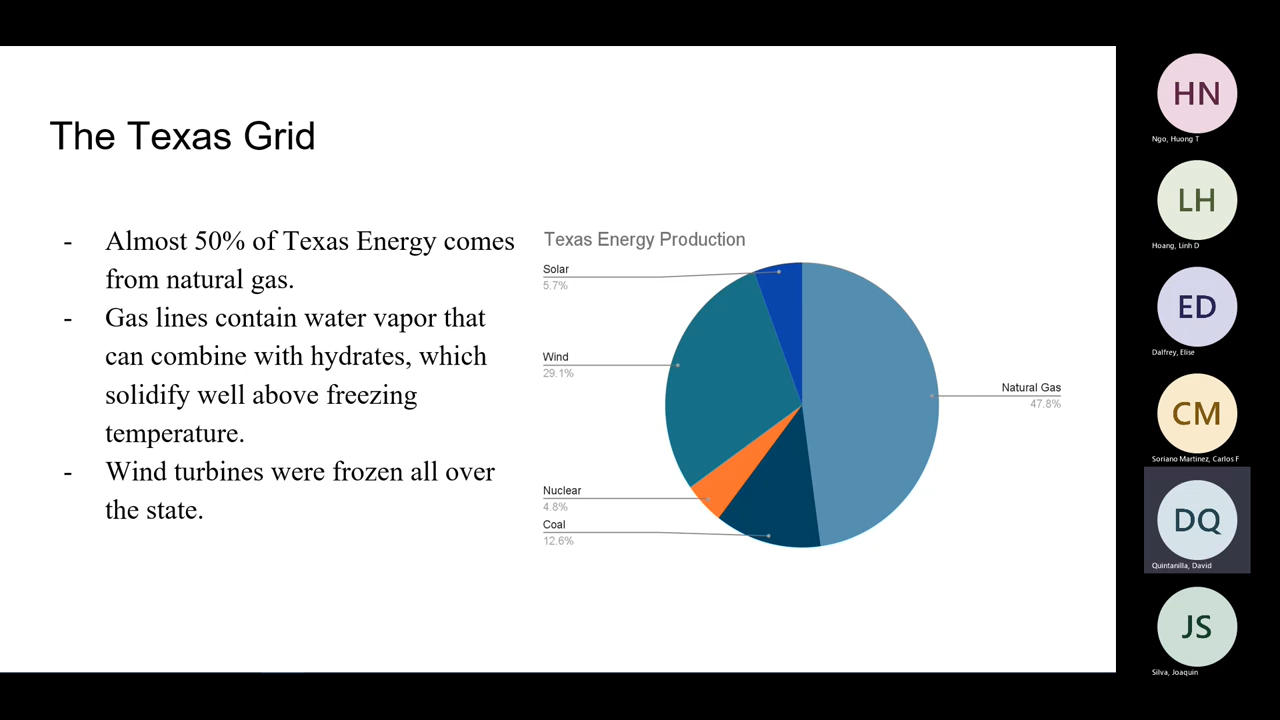 The Texas Grid
- Almost 50% of Texas Energy comes
from natural gas.
- Gas lines contain water vapor that
can combine with hydrates, which
solidify well above freezing
temperature.
- Wind turbines were frozen all over
the state.
Texas Energy Production
Solar
5.7%
Wind
29.1%
Nuclear
4.8%
Coal
12.6%
Natural Gas
47.8%
HN
Ngo, Huong T
LH
Hoang, Linh D
ED
Dalfrey, Elise
CM
Soriano Martinez, Carlos F
DQ
Quintanilla, David
JS
Silva, Joaquin